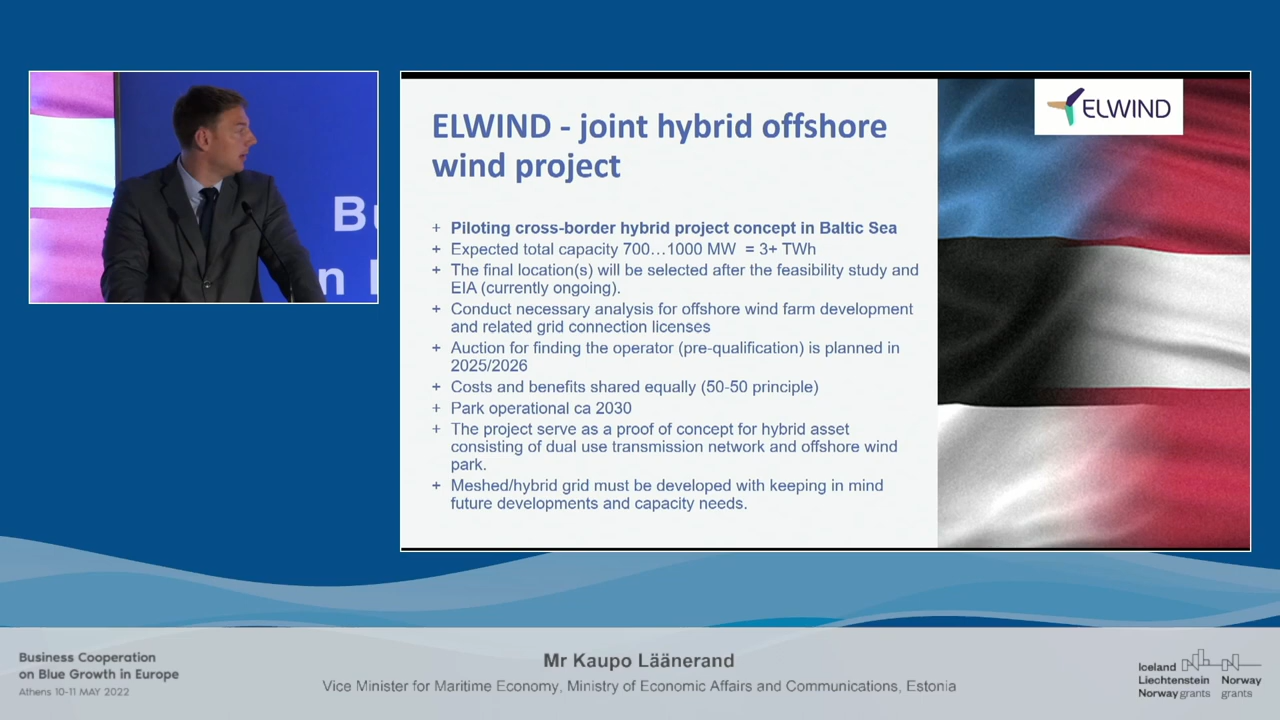 Bu
n I
ELWIND
ELWIND - joint hybrid offshore
wind project
+ Piloting cross-border hybrid project concept in Baltic Sea
+ Expected total capacity 700…1000 MW = 3+ TWh
+ The final location(s) will be selected after the feasibility study and
EIA (currently ongoing).
+ Conduct necessary analysis for offshore wind farm development
and related grid connection licenses
+ Auction for finding the operator (pre-qualification) is planned in
2025/2026
+ Costs and benefits shared equally (50-50 principle)
+ Park operational ca 2030
+ The project serve as a proof of concept for hybrid asset
consisting of dual use transmission network and offshore wind
park.
+ Meshed/hybrid grid must be developed with keeping in mind
future developments and capacity needs.
Business Cooperation
on Blue Growth in Europe
Athens 10-11 MAY 2022
Mr Kaupo Läänerand
Vice Minister for Maritime Economy, Ministry of Economic Affairs and Communications, Estonia
Iceland
Liechtenstein Norway
Norway grants grants